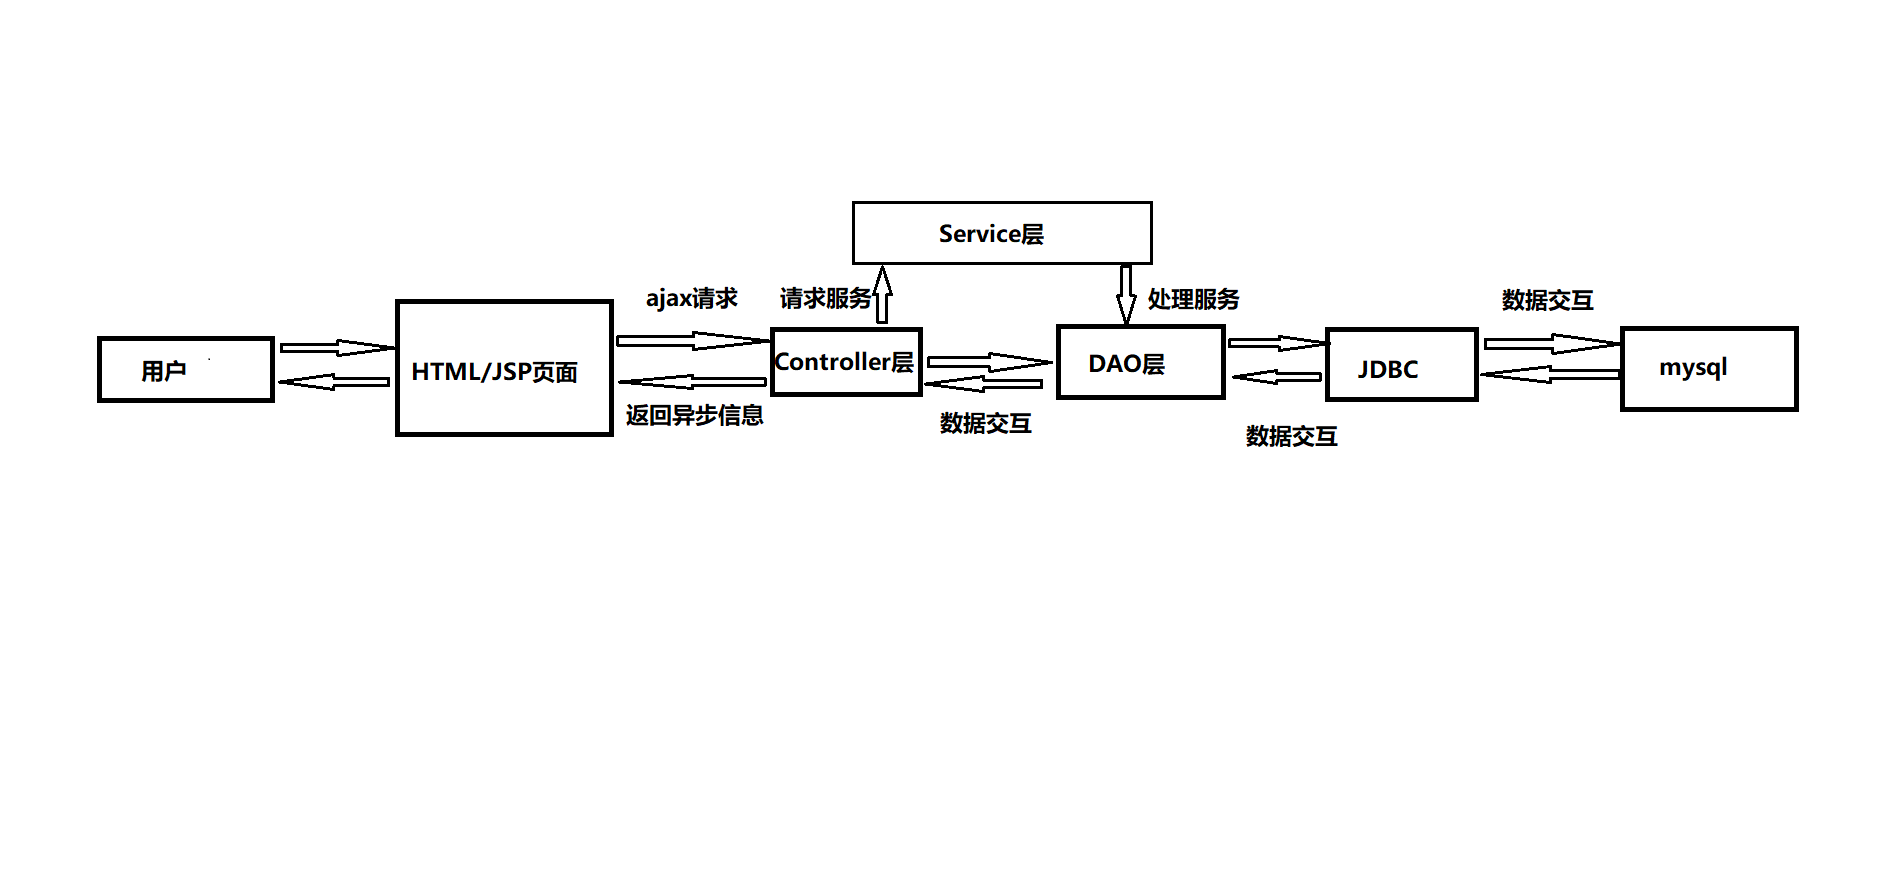 Service层
ajax请求
请求服务
处理服务
数据交互
用户
HTML/JSP页面
Controller层
DAO层
JDBC
mysql
返回异步信息
数据交互
数据交互